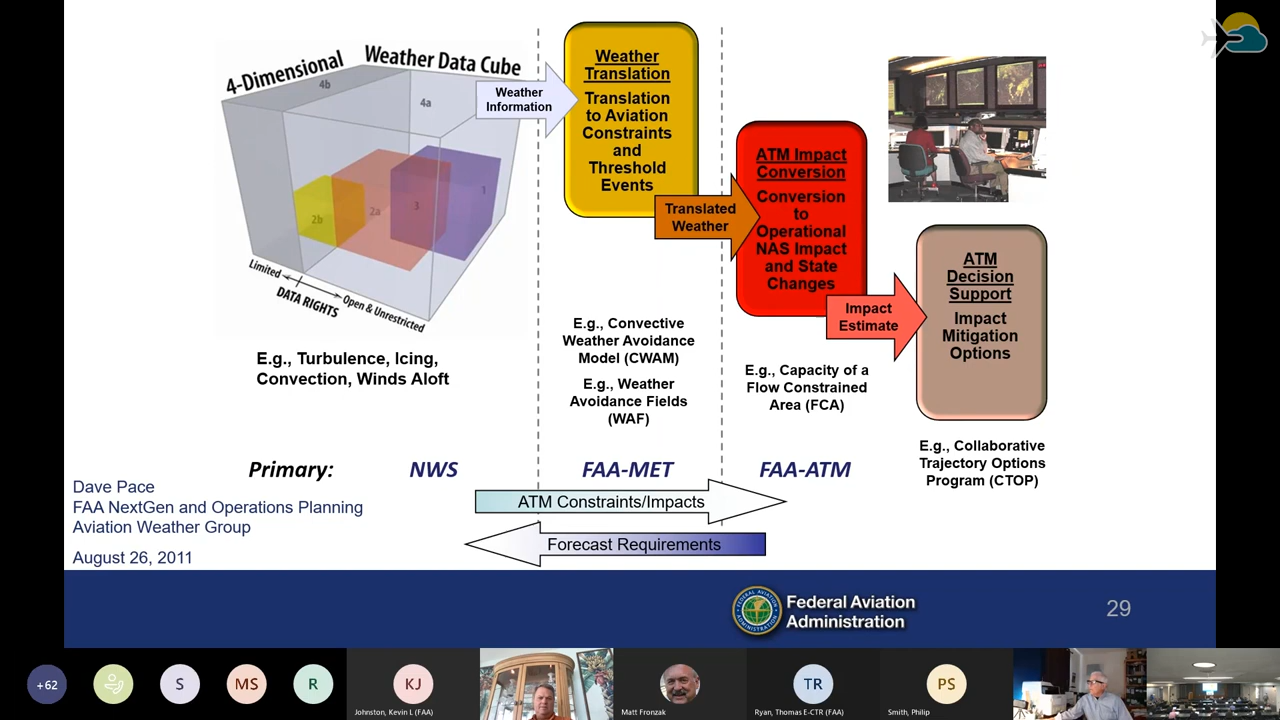 4-Dimensional
Weather Data Cube
4b
4a
2b
2a
3
1
Limited
DATA RIGHTS
Open & Unrestricted
E.g., Turbulence, Icing,
Convection, Winds Aloft
Weather
Information
Weather
Translation
Translation
to Aviation
Constraints
and
Threshold
Events
Translated
Weather
E.g., Convective
Weather Avoidance
Model (CWAM)
E.g., Weather
Avoidance Fields
(WAF)
ATM Impact
Conversion
Conversion
to
Operational
NAS Impact
and State
Changes
Impact
Estimate
E.g., Capacity of a
Flow Constrained
Area (FCA)
ATM
Decision
Support
Impact
Mitigation
Options
E.g., Collaborative
Trajectory Options
Program (CTOP)
Primary:
NWS
FAA-MET
FAA-ATM
ATM Constraints/Impacts
Forecast Requirements
Dave Pace
FAA NextGen and Operations Planning
Aviation Weather Group
August 26, 2011
Federal Aviation
Administration
29
+62
S
MS
R
KJ
Johnston, Kevin L (FAA)
Matt Fronzak
TR
Ryan, Thomas E-CTR (FAA)
PS
Smith, Philip